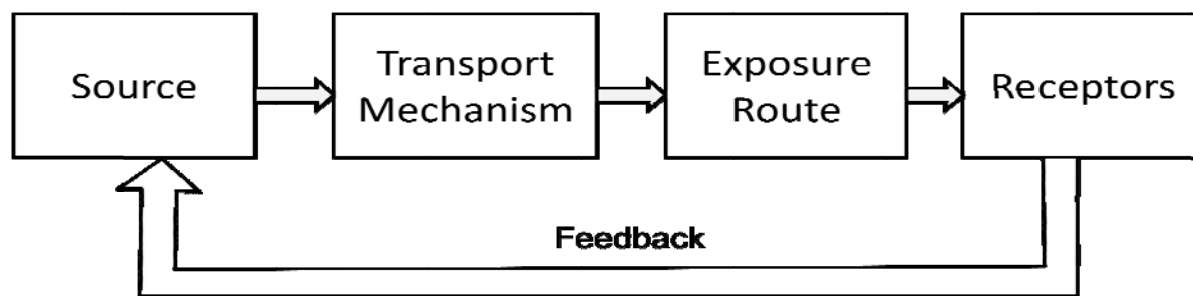 Source
Transport
Mechanism
Exposure
Route
Receptors
Feedback